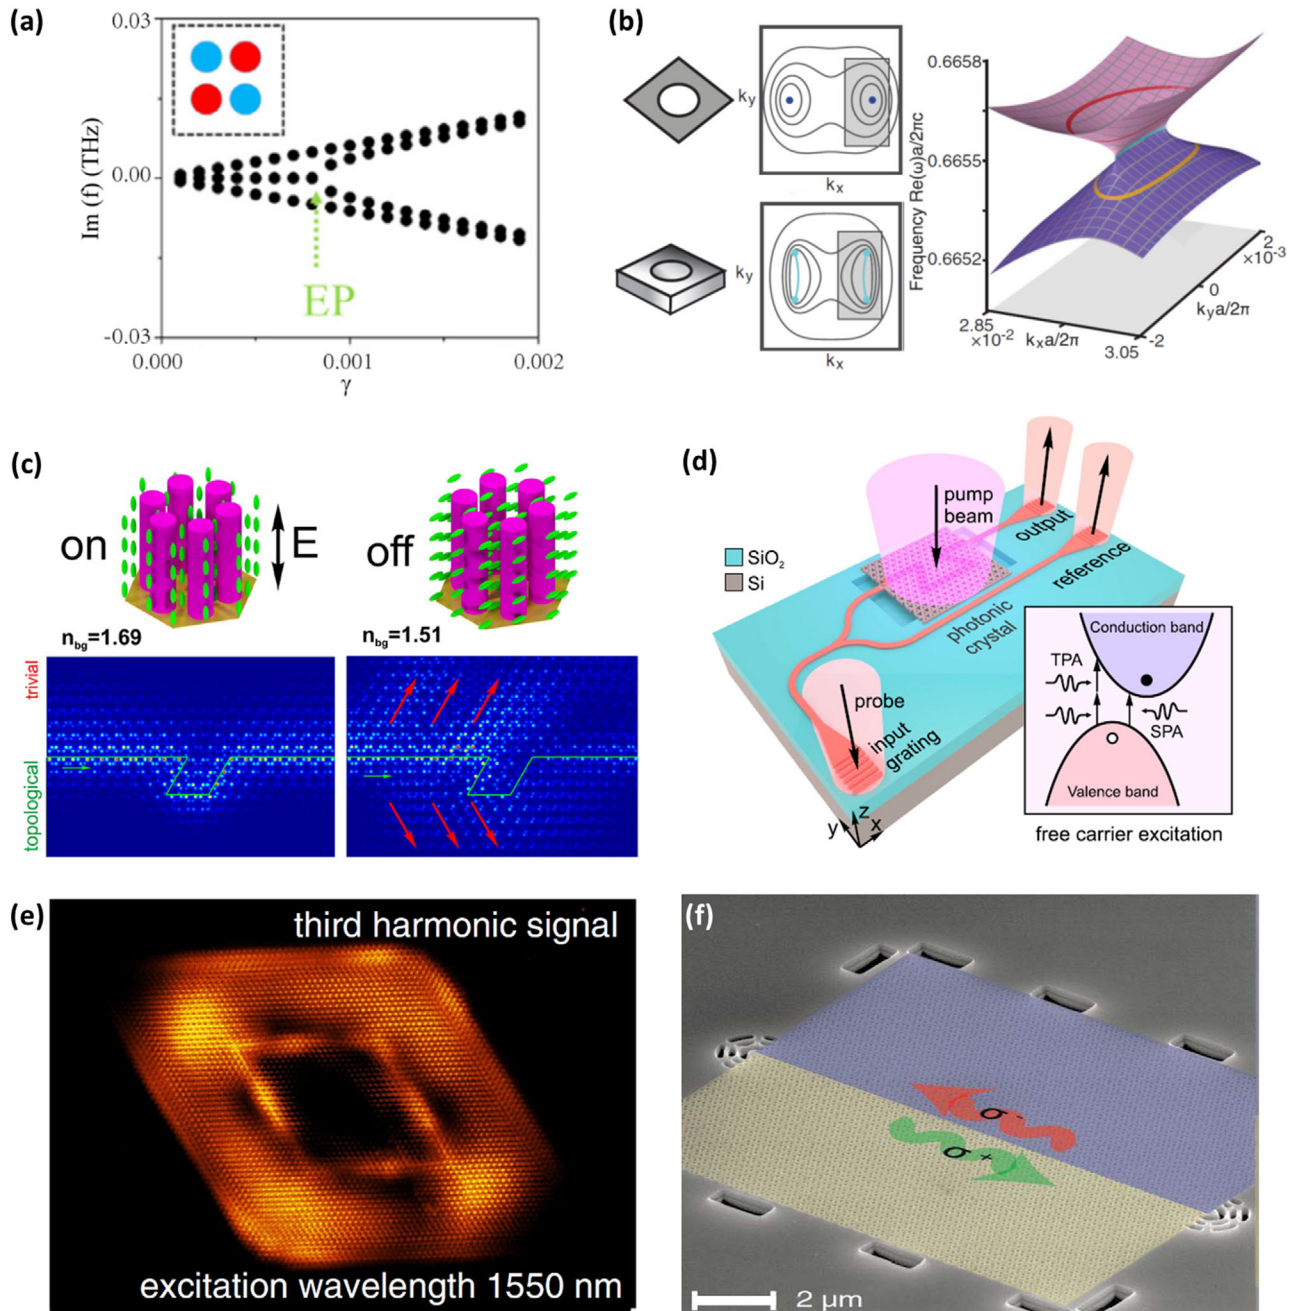 (a)
0.03
0.00
-0.03
Im (f) (THz)
EP
0.000
0.001
0.002
γ
(b)
k_y
k_x
k_y
k_x
Frequency Re(ω)a/2πc
0.6658
0.6655
0.6652
2.85
×10⁻²
k_xa/2π
3.05
-2
0
k_ya/2π
2
×10⁻³
(c)
on
E
off
n_bg=1.69
n_bg=1.51
trivial
topological
(d)
SiO₂
Si
pump
beam
output
reference
photonic
crystal
probe
input
grating
z
y
x
Conduction band
TPA
SPA
Valence band
free carrier excitation
(e)
third harmonic signal
excitation wavelength 1550 nm
(f)
σ⁻
σ⁺
2 μm